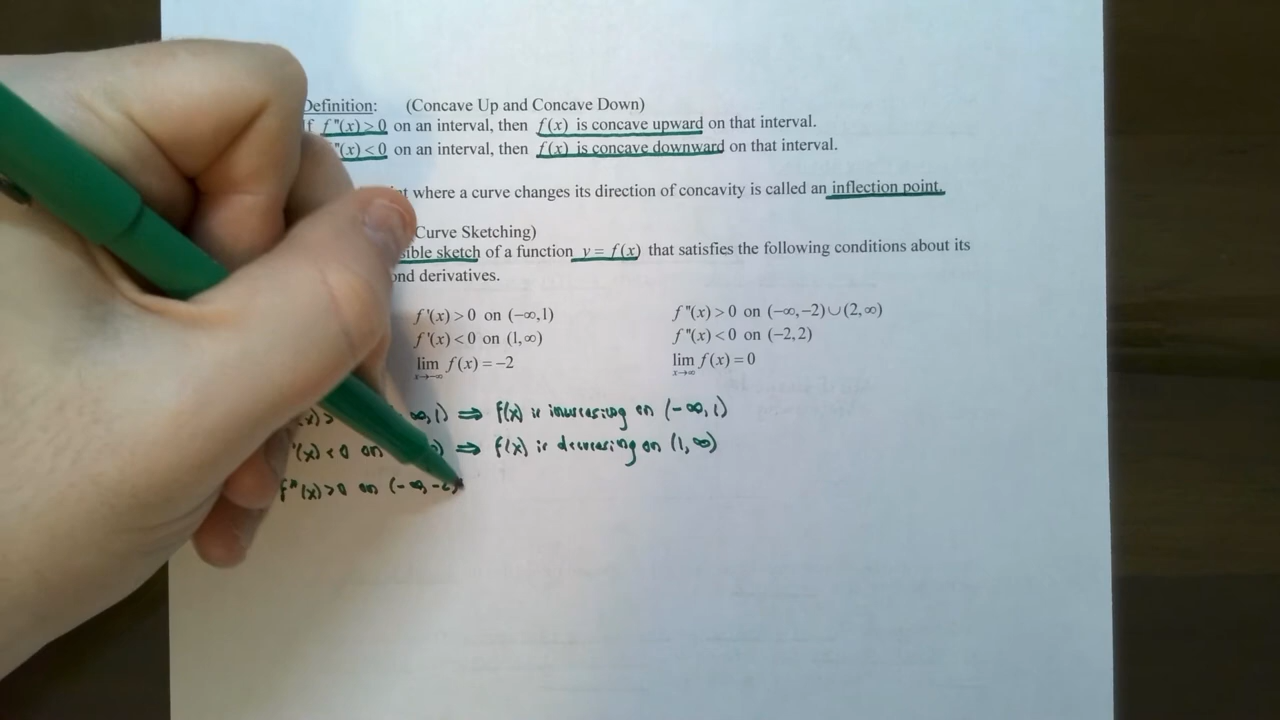 Definition: (Concave Up and Concave Down)
f f "(x) > 0 on an interval, then f(x) is concave upward on that interval.
"(x) < 0 on an interval, then f(x) is concave downward on that interval.
where a curve changes its direction of concavity is called an inflection point.
Curve Sketching)
sketch of a function y = f(x) that satisfies the following conditions about its
derivatives.
f '(x) > 0 on (−∞,1) f "(x) > 0 on (−∞,−2)∪(2,∞)
f '(x) < 0 on (1,∞) f "(x) < 0 on (−2,2)
lim x→−∞ f(x) = −2 lim x→∞ f(x) = 0
(x)> ∞,1) ⇒ f(x) is increasing on (-∞,1)
'(x)<0 on ) ⇒ f(x) is decreasing on (1,∞)
f"(x)>0 on (-∞,-2)